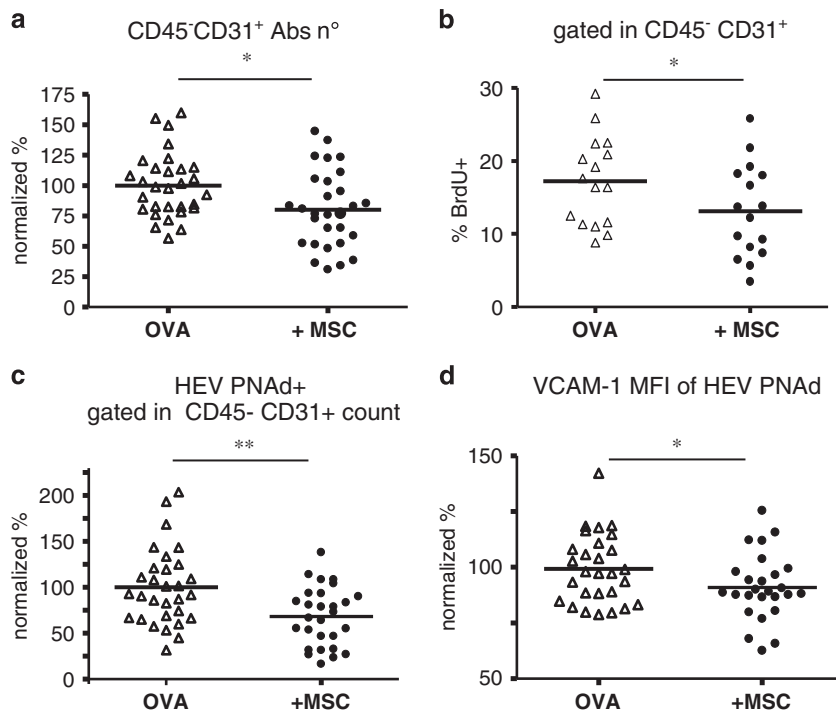 a
CD45⁻CD31⁺ Abs n°
*
175
150
125
100
75
50
25
0
normalized %
OVA
+ MSC
b
gated in CD45⁻ CD31⁺
*
30
20
10
0
% BrdU+
OVA
+ MSC
c
HEV PNAd+
gated in CD45- CD31+ count
**
200
150
100
50
0
normalized %
OVA
+MSC
d
VCAM-1 MFI of HEV PNAd
*
150
100
50
normalized %
OVA
+MSC